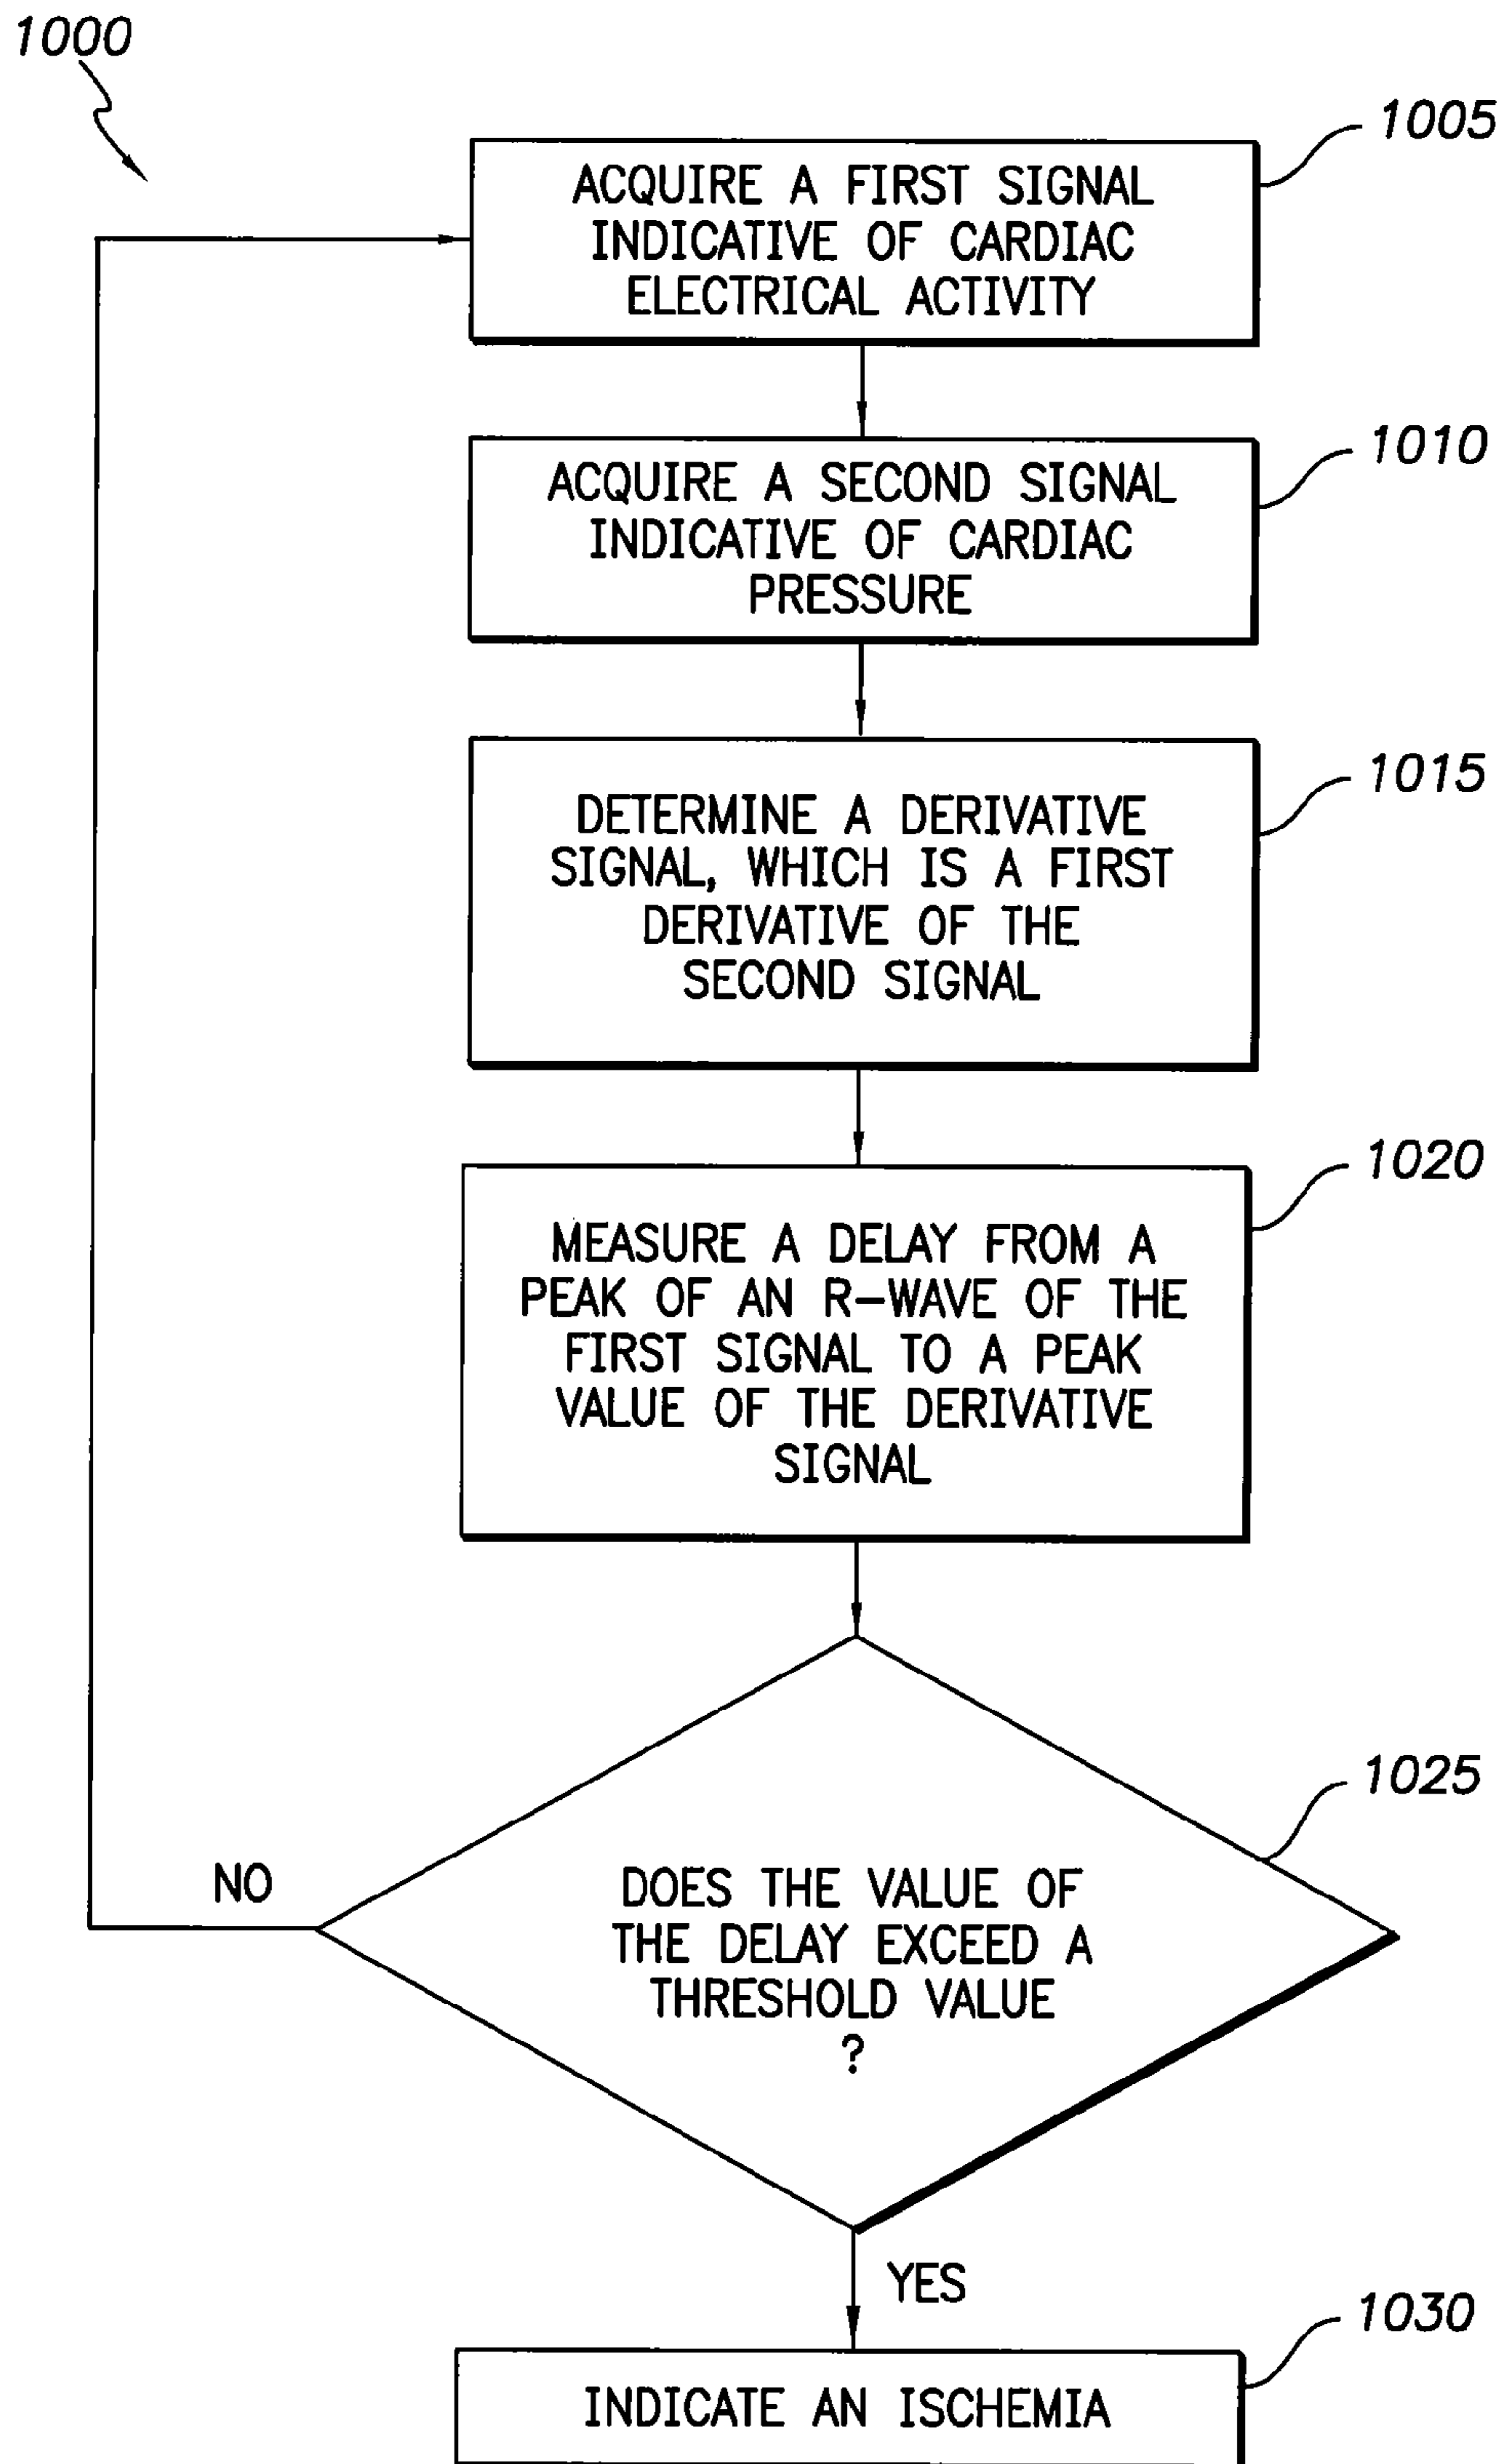 1000
1005
ACQUIRE A FIRST SIGNAL
INDICATIVE OF CARDIAC
ELECTRICAL ACTIVITY
1010
ACQUIRE A SECOND SIGNAL
INDICATIVE OF CARDIAC
PRESSURE
1015
DETERMINE A DERIVATIVE
SIGNAL, WHICH IS A FIRST
DERIVATIVE OF THE
SECOND SIGNAL
1020
MEASURE A DELAY FROM A
PEAK OF AN R-WAVE OF THE
FIRST SIGNAL TO A PEAK
VALUE OF THE DERIVATIVE
SIGNAL
1025
NO
DOES THE VALUE OF
THE DELAY EXCEED A
THRESHOLD VALUE
?
YES
1030
INDICATE AN ISCHEMIA